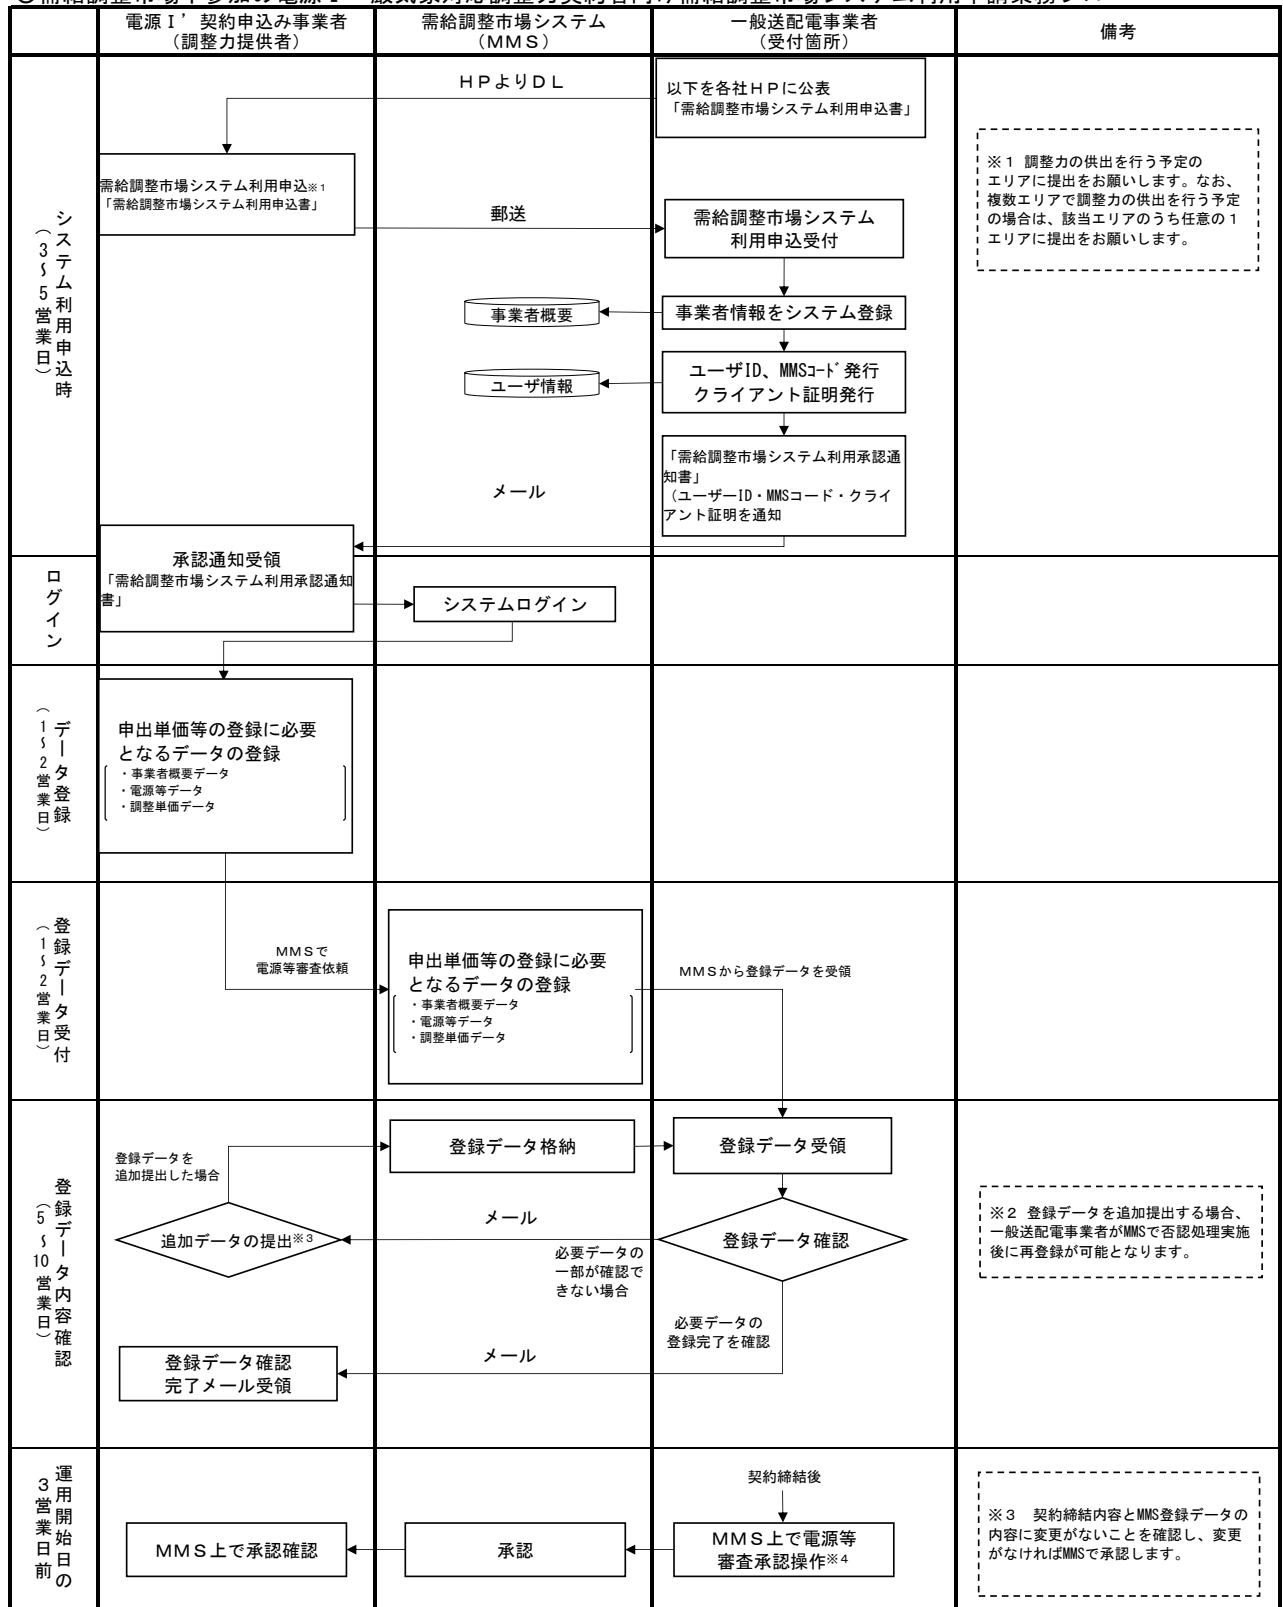 電源Ⅰ’契約申込み事業者
（調整力提供者）
需給調整市場システム
（ＭＭＳ）
一般送配電事業者
（受付箇所）
備考
システム利用申込時
（３～５営業日）
ＨＰよりＤＬ
以下を各社ＨＰに公表
「需給調整市場システム利用申込書」
需給調整市場システム利用申込※１
「需給調整市場システム利用申込書」
郵送
需給調整市場システム
利用申込受付
※１ 調整力の供出を行う予定の
エリアに提出をお願いします。なお、
複数エリアで調整力の供出を行う予定
の場合は、該当エリアのうち任意の１
エリアに提出をお願いします。
事業者概要
事業者情報をシステム登録
ユーザ情報
ユーザID、MMSｺｰﾄﾞ発行
クライアント証明発行
メール
「需給調整市場システム利用承認通
知書」
（ユーザーID・MMSコード・クライ
アント証明を通知
ログイン
承認通知受領
「需給調整市場システム利用承認通知
書」
システムログイン
データ登録
（１～２営業日）
申出単価等の登録に必要
となるデータの登録
・事業者概要データ
・電源等データ
・調整単価データ
登録データ受付
（１～２営業日）
ＭＭＳで
電源等審査依頼
申出単価等の登録に必要
となるデータの登録
・事業者概要データ
・電源等データ
・調整単価データ
ＭＭＳから登録データを受領
登録データ内容確認
（５～10営業日）
登録データを
追加提出した場合
登録データ格納
登録データ受領
追加データの提出※３
メール
必要データの
一部が確認で
きない場合
登録データ確認
※２ 登録データを追加提出する場合、
一般送配電事業者がMMSで否認処理実施
後に再登録が可能となります。
必要データの
登録完了を確認
登録データ確認
完了メール受領
メール
運用開始日の
３営業日前
契約締結後
ＭＭＳ上で承認確認
承認
ＭＭＳ上で電源等
審査承認操作※４
※３ 契約締結内容とMMS登録データの
内容に変更がないことを確認し、変更
がなければMMSで承認します。